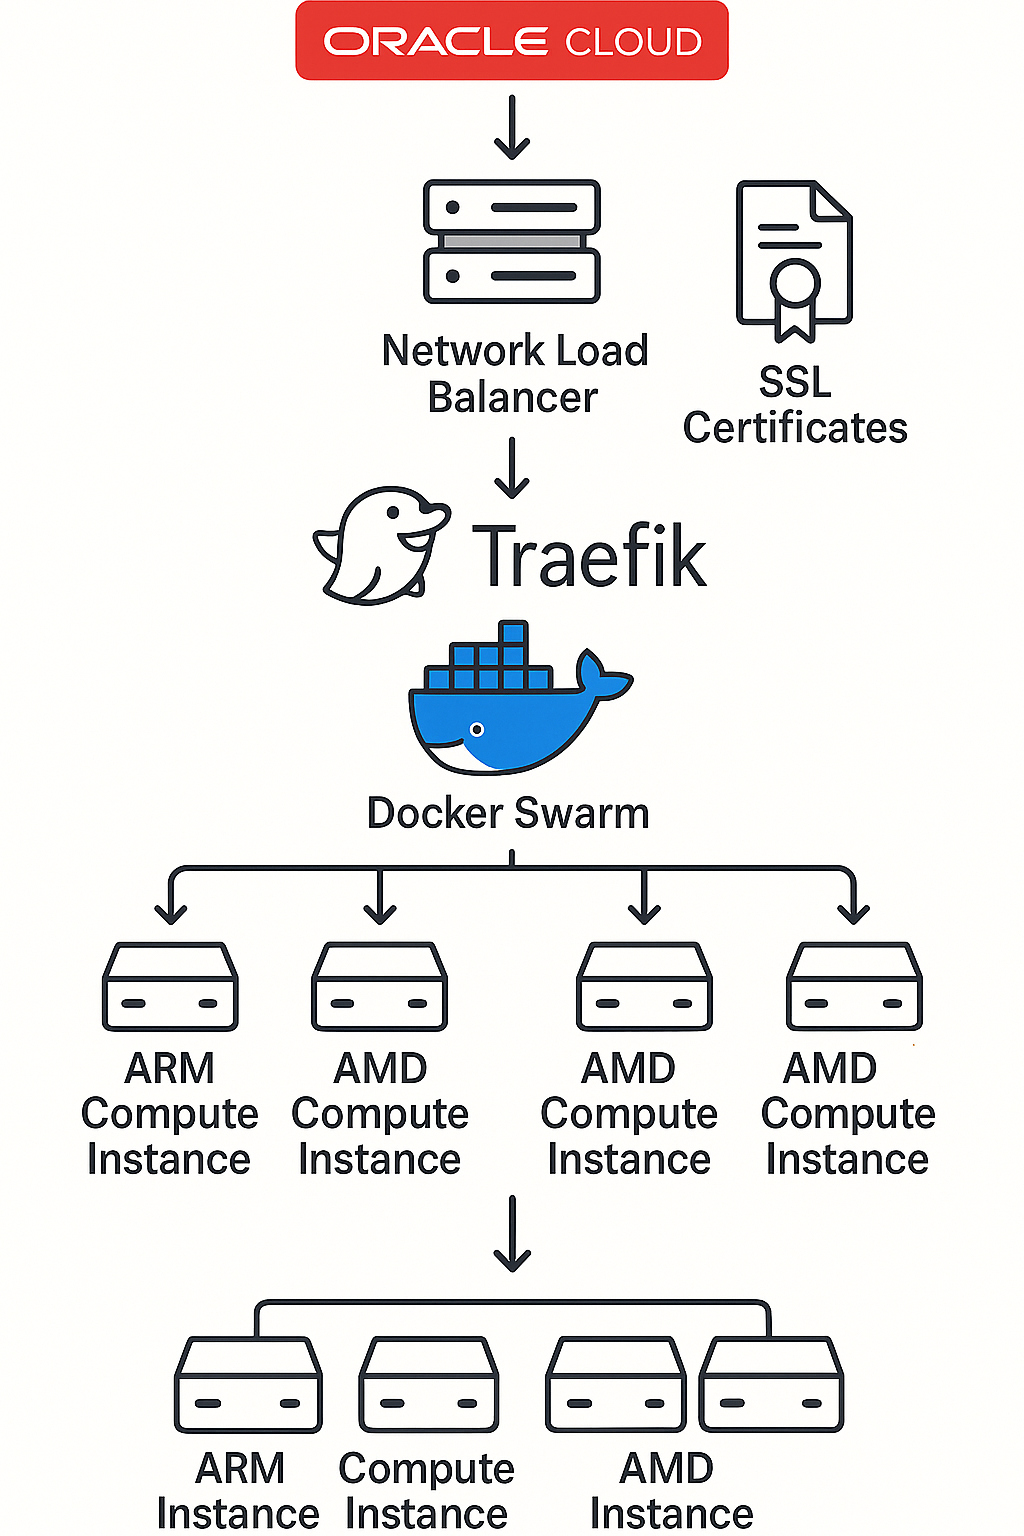 ORACLE CLOUD
Network Load
Balancer
SSL
Certificates
Traefik
Docker Swarm
ARM
Compute
Instance
AMD
Compute
Instance
AMD
Compute
Instance
AMD
Compute
Instance
ARM
Instance
Compute
Instance
AMD
Instance